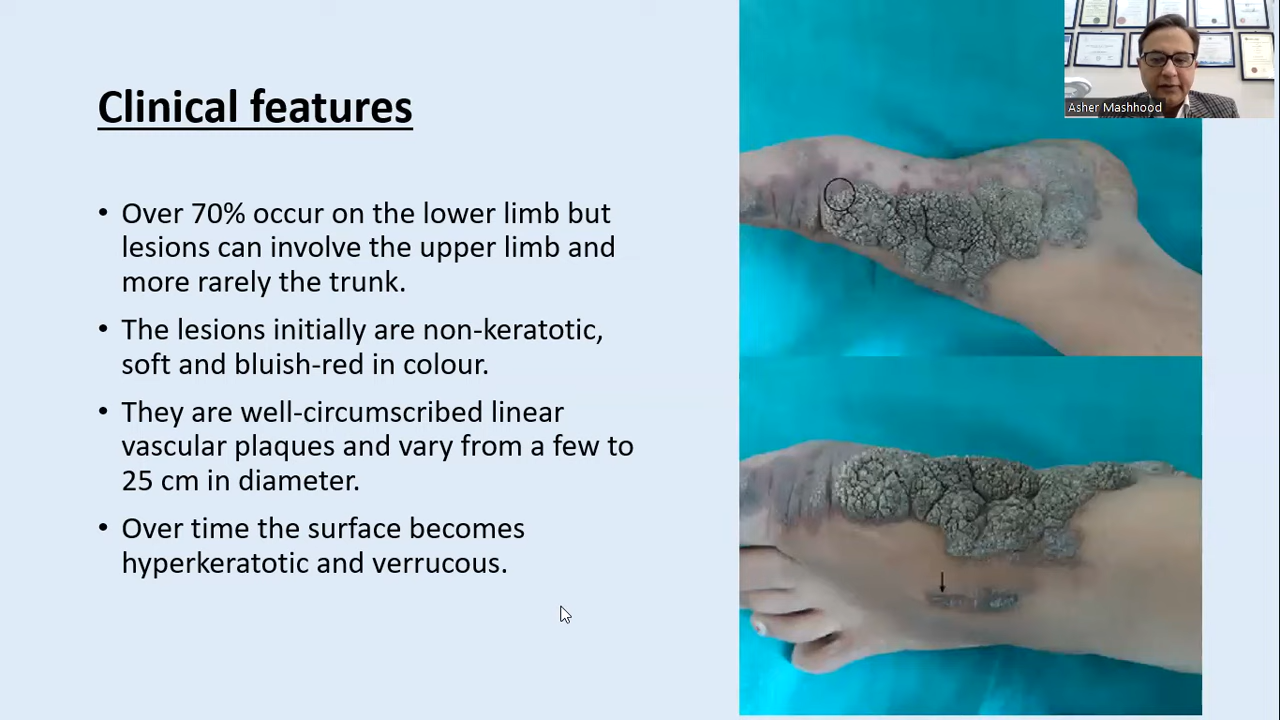 Clinical features
• Over 70% occur on the lower limb but
lesions can involve the upper limb and
more rarely the trunk.
• The lesions initially are non-keratotic,
soft and bluish-red in colour.
• They are well-circumscribed linear
vascular plaques and vary from a few to
25 cm in diameter.
• Over time the surface becomes
hyperkeratotic and verrucous.
Asher Mashhood